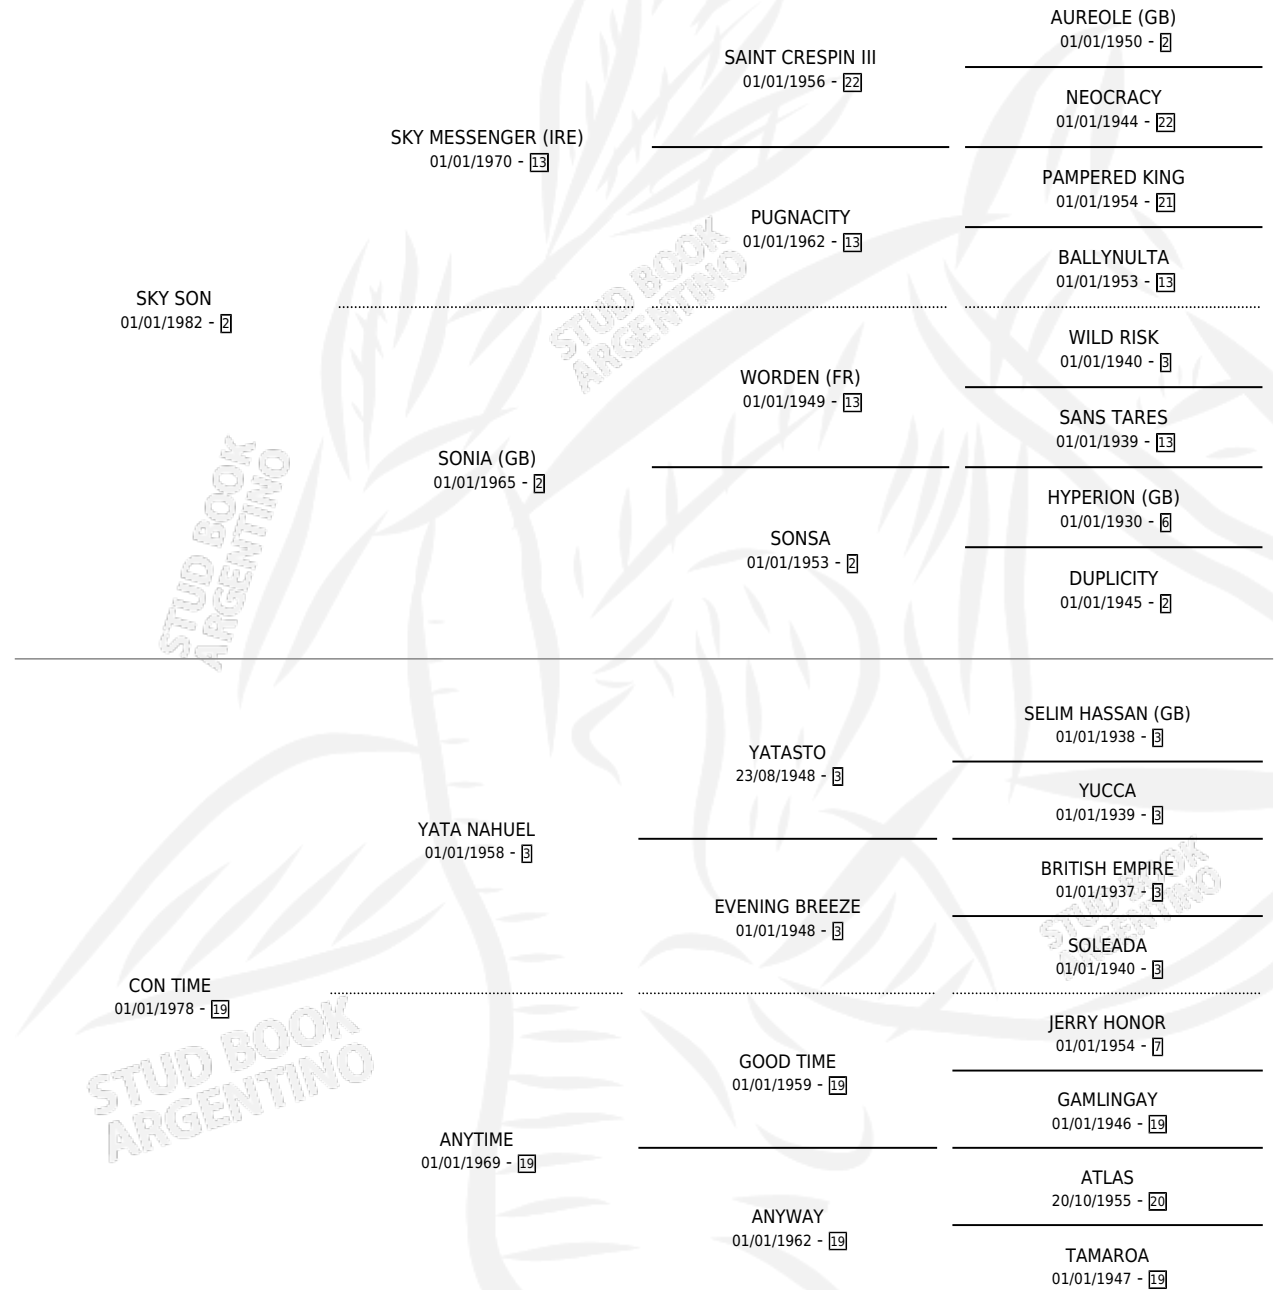 AUREOLE (GB)
01/01/1950 - 2
SAINT CRESPIN III
01/01/1956 - 22
NEOCRACY
01/01/1944 - 22
SKY MESSENGER (IRE)
01/01/1970 - 13
PAMPERED KING
01/01/1954 - 21
PUGNACITY
01/01/1962 - 13
BALLYNULTA
01/01/1953 - 13
SKY SON
01/01/1982 - 2
WILD RISK
01/01/1940 - 3
WORDEN (FR)
01/01/1949 - 13
SANS TARES
01/01/1939 - 13
SONIA (GB)
01/01/1965 - 2
HYPERION (GB)
01/01/1930 - 6
SONSA
01/01/1953 - 2
DUPLICITY
01/01/1945 - 2
SELIM HASSAN (GB)
01/01/1938 - 3
YATASTO
23/08/1948 - 3
YUCCA
01/01/1939 - 3
YATA NAHUEL
01/01/1958 - 3
BRITISH EMPIRE
01/01/1937 - 3
EVENING BREEZE
01/01/1948 - 3
SOLEADA
01/01/1940 - 3
CON TIME
01/01/1978 - 19
JERRY HONOR
01/01/1954 - 7
GOOD TIME
01/01/1959 - 19
GAMLINGAY
01/01/1946 - 19
ANYTIME
01/01/1969 - 19
ATLAS
20/10/1955 - 20
ANYWAY
01/01/1962 - 19
TAMAROA
01/01/1947 - 19
STUD BOOK
ARGENTINO
STUD BOOK
ARGENTINO
STUD BOOK
ARGENTINO
STUD BOOK
ARGENTINO